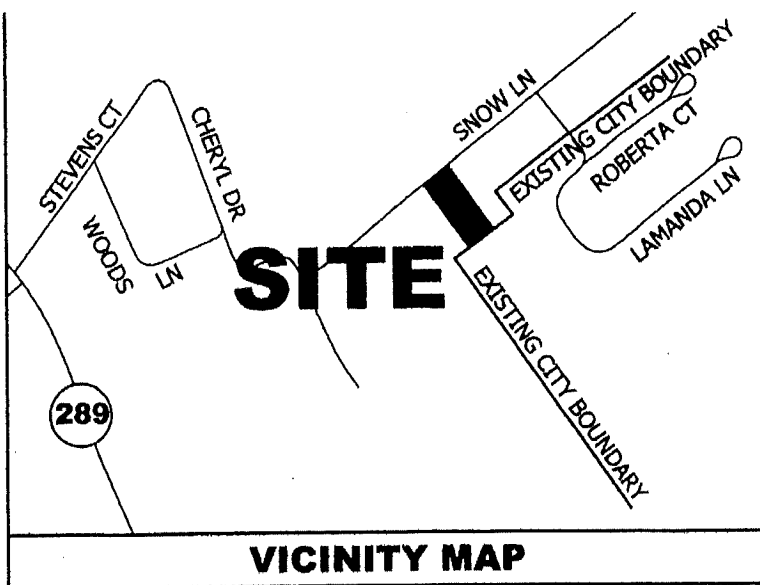 STEVENS CT
CHERYL DR
WOODS LN
SNOW LN
EXISTING CITY BOUNDARY
ROBERTA CT
LAMANDA LN
SITE
EXISTING CITY BOUNDARY
289
VICINITY MAP